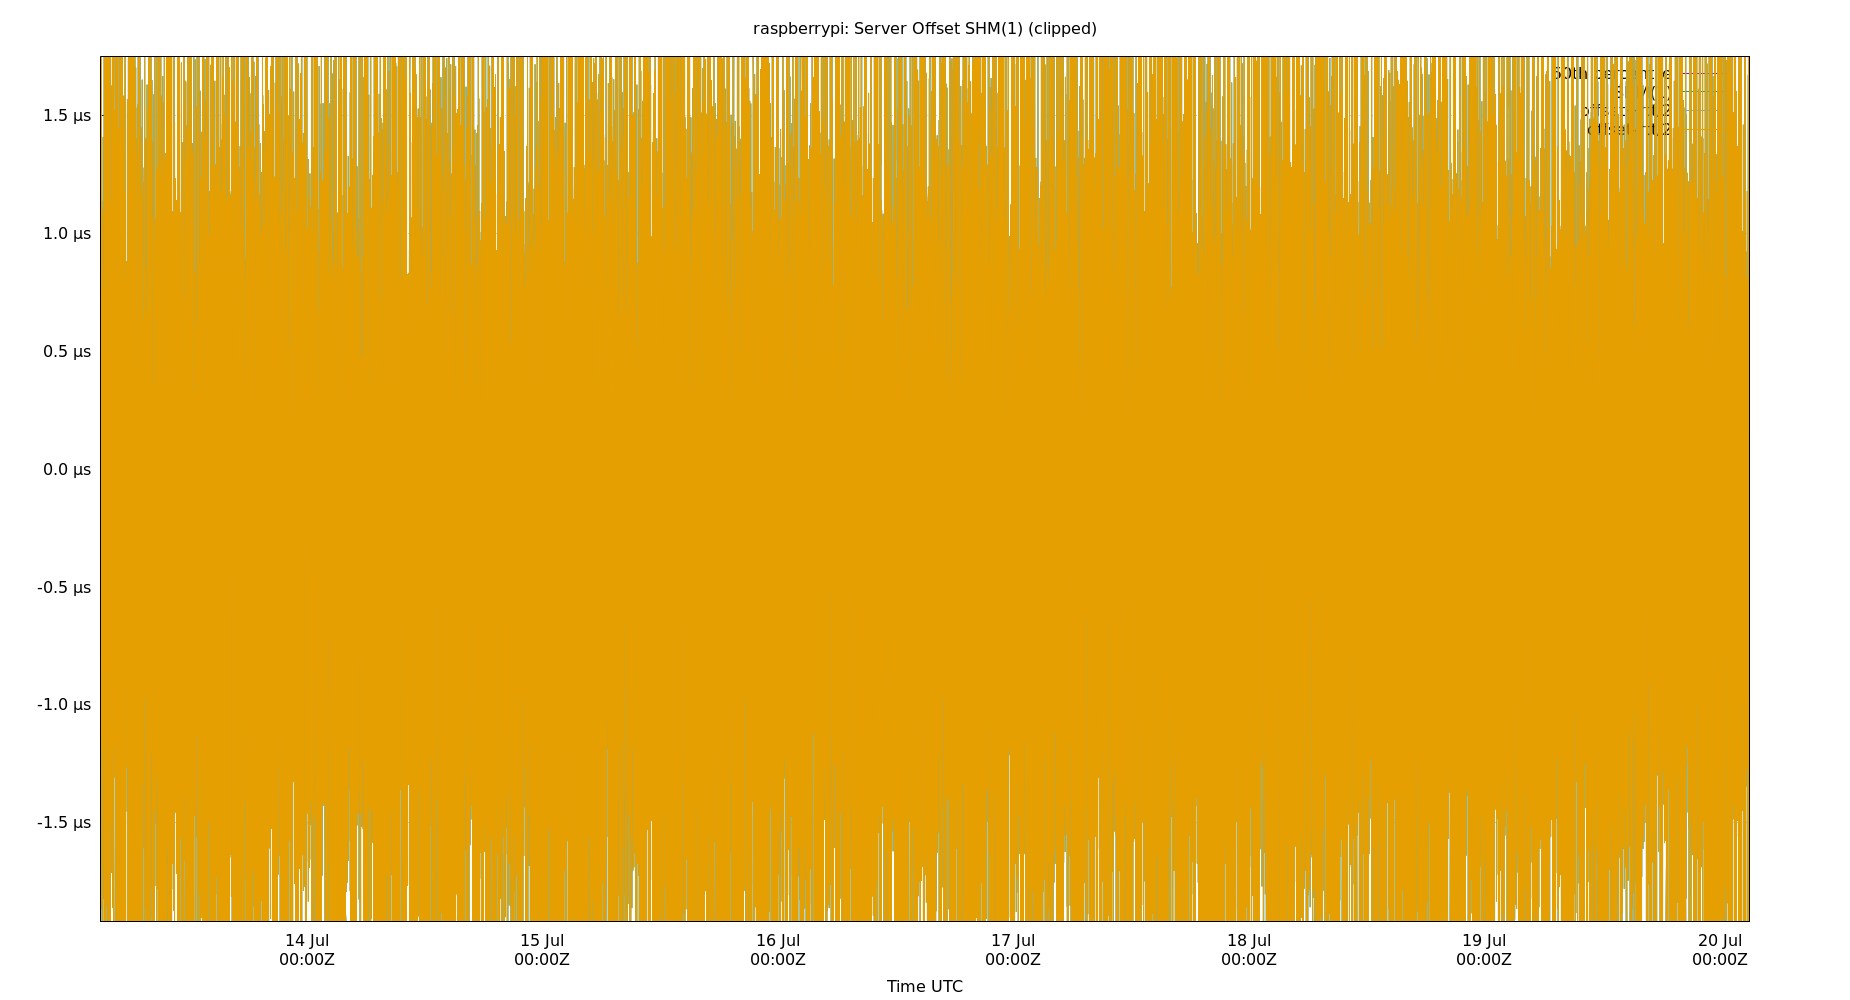 raspberrypi: Server Offset SHM(1) (clipped)
50th percentile
1.5 µs
1.0 µs
0.5 µs
0.0 µs
-0.5 µs
-1.0 µs
-1.5 µs
14 Jul 15 Jul 16 Jul 17 Jul 18 Jul 19 Jul 20 Jul
00:00Z 00:00Z 00:00Z 00:00Z 00:00Z 00:00Z 00:00Z
Time UTC